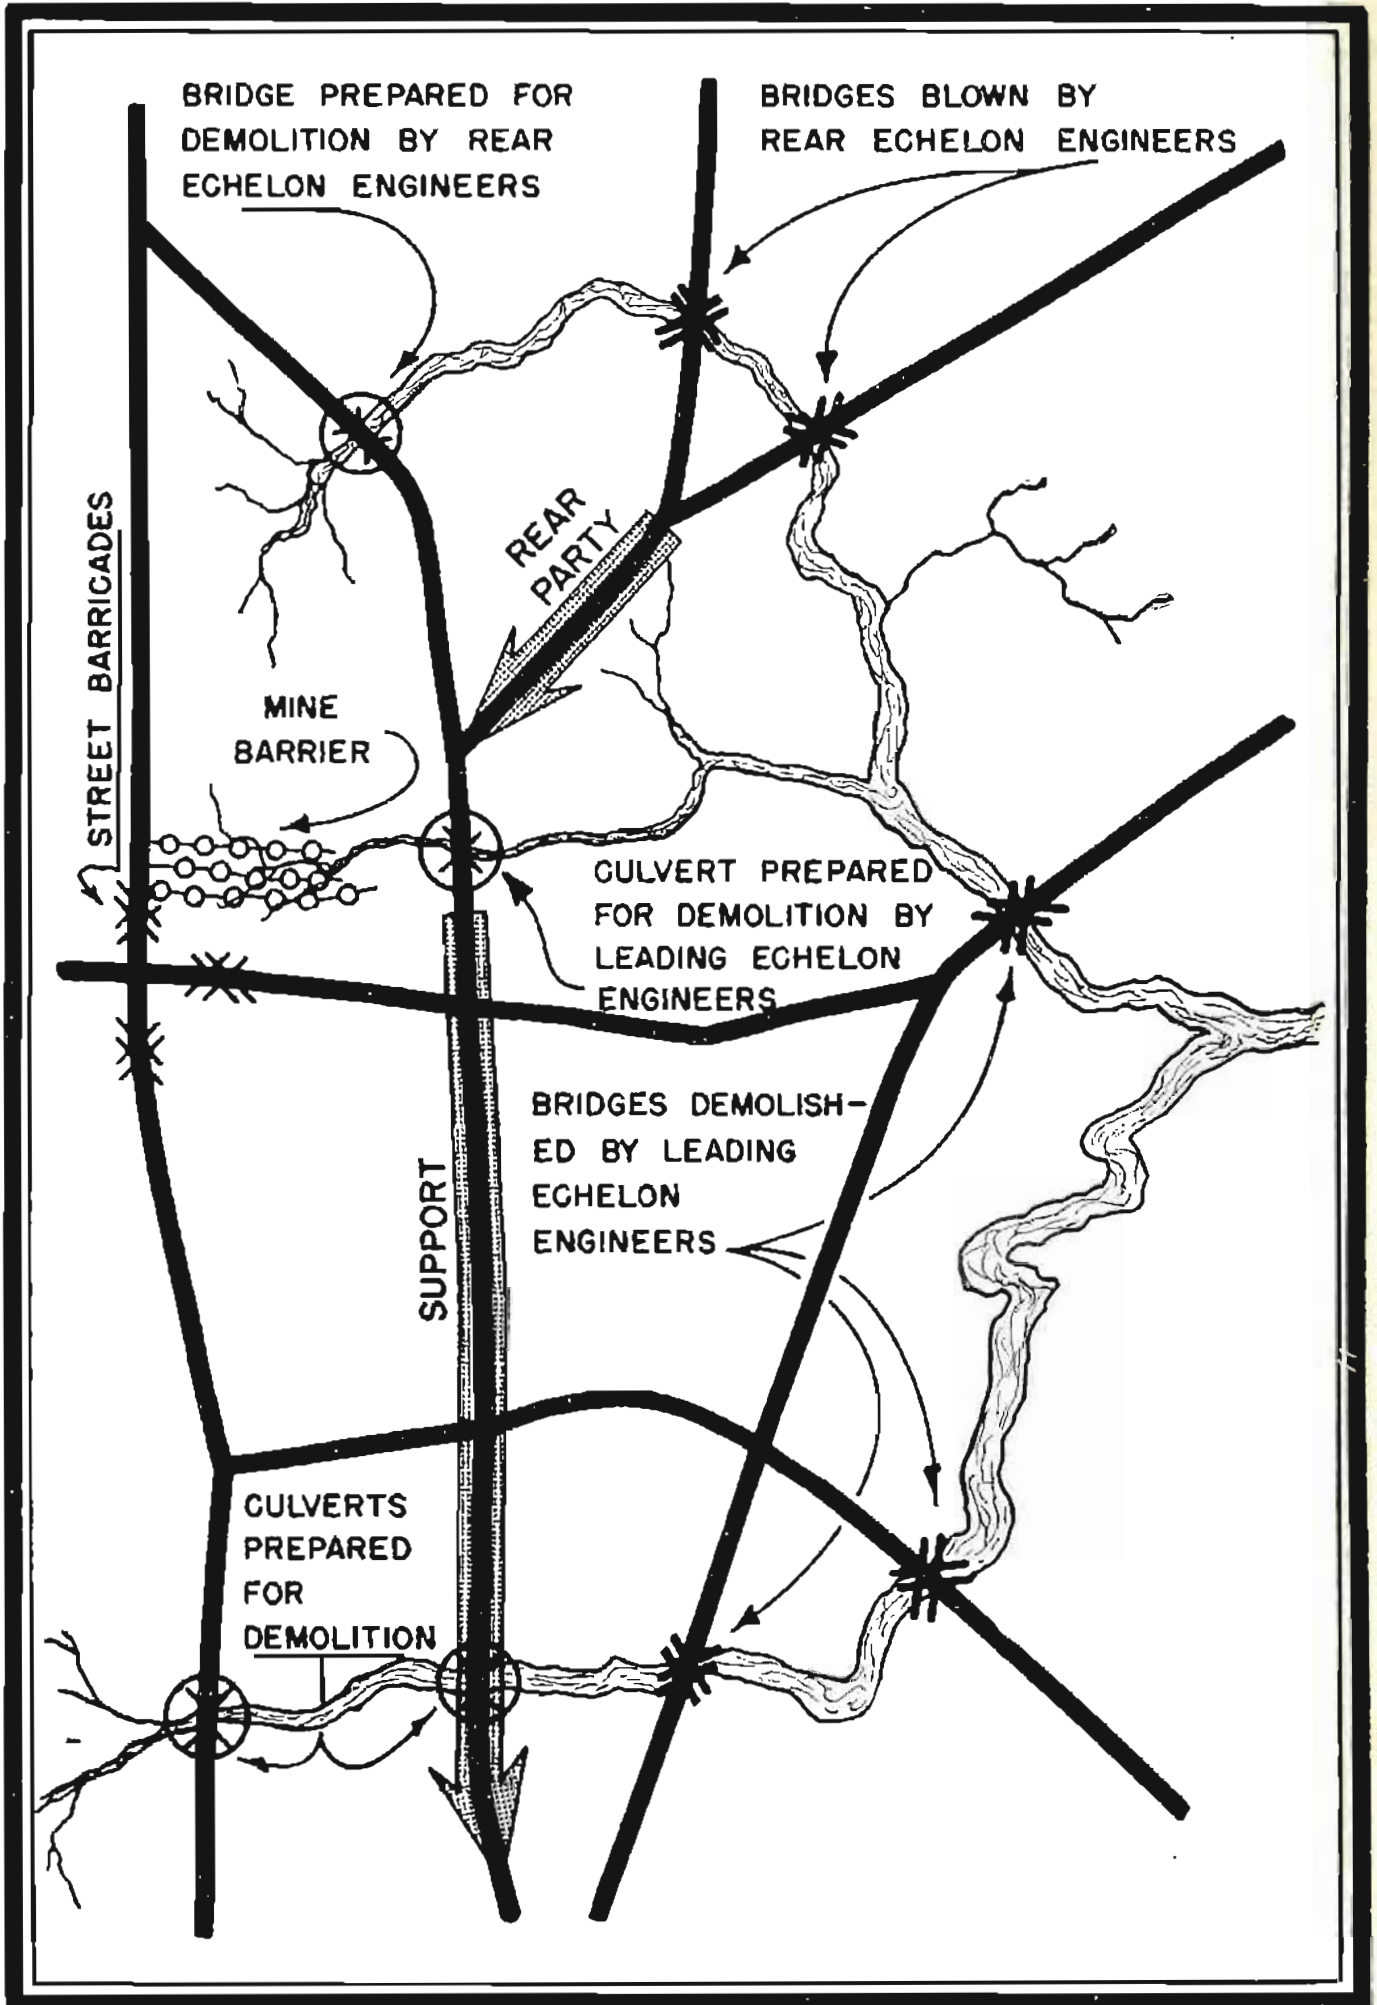 BRIDGE PREPARED FOR
DEMOLITION BY REAR
ECHELON ENGINEERS
BRIDGES BLOWN BY
REAR ECHELON ENGINEERS
REAR
PARTY
STREET BARRICADES
MINE
BARRIER
CULVERT PREPARED
FOR DEMOLITION BY
LEADING ECHELON
ENGINEERS
BRIDGES DEMOLISH-
ED BY LEADING
ECHELON
ENGINEERS
SUPPORT
CULVERTS
PREPARED
FOR
DEMOLITION